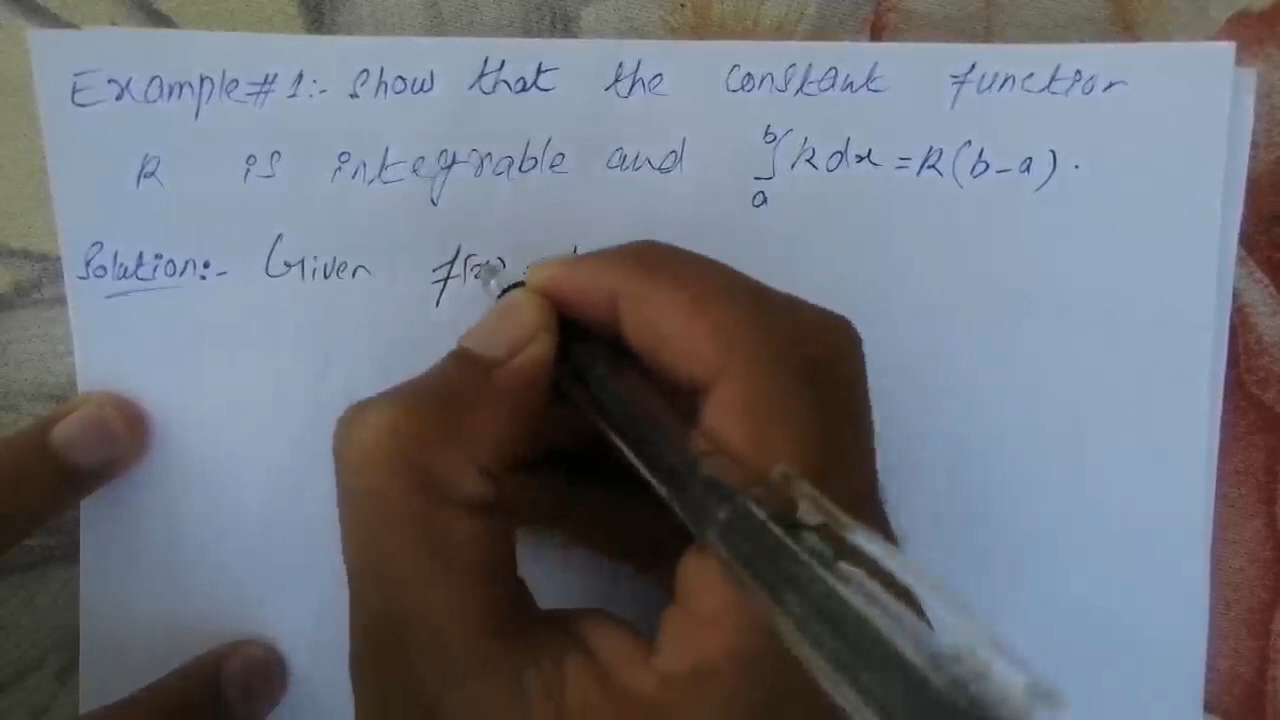 Example#1:- Show that the constant function
k is integrable and ∫ₐᵇ k dx = k(b-a).
Solution:- Given f(x)